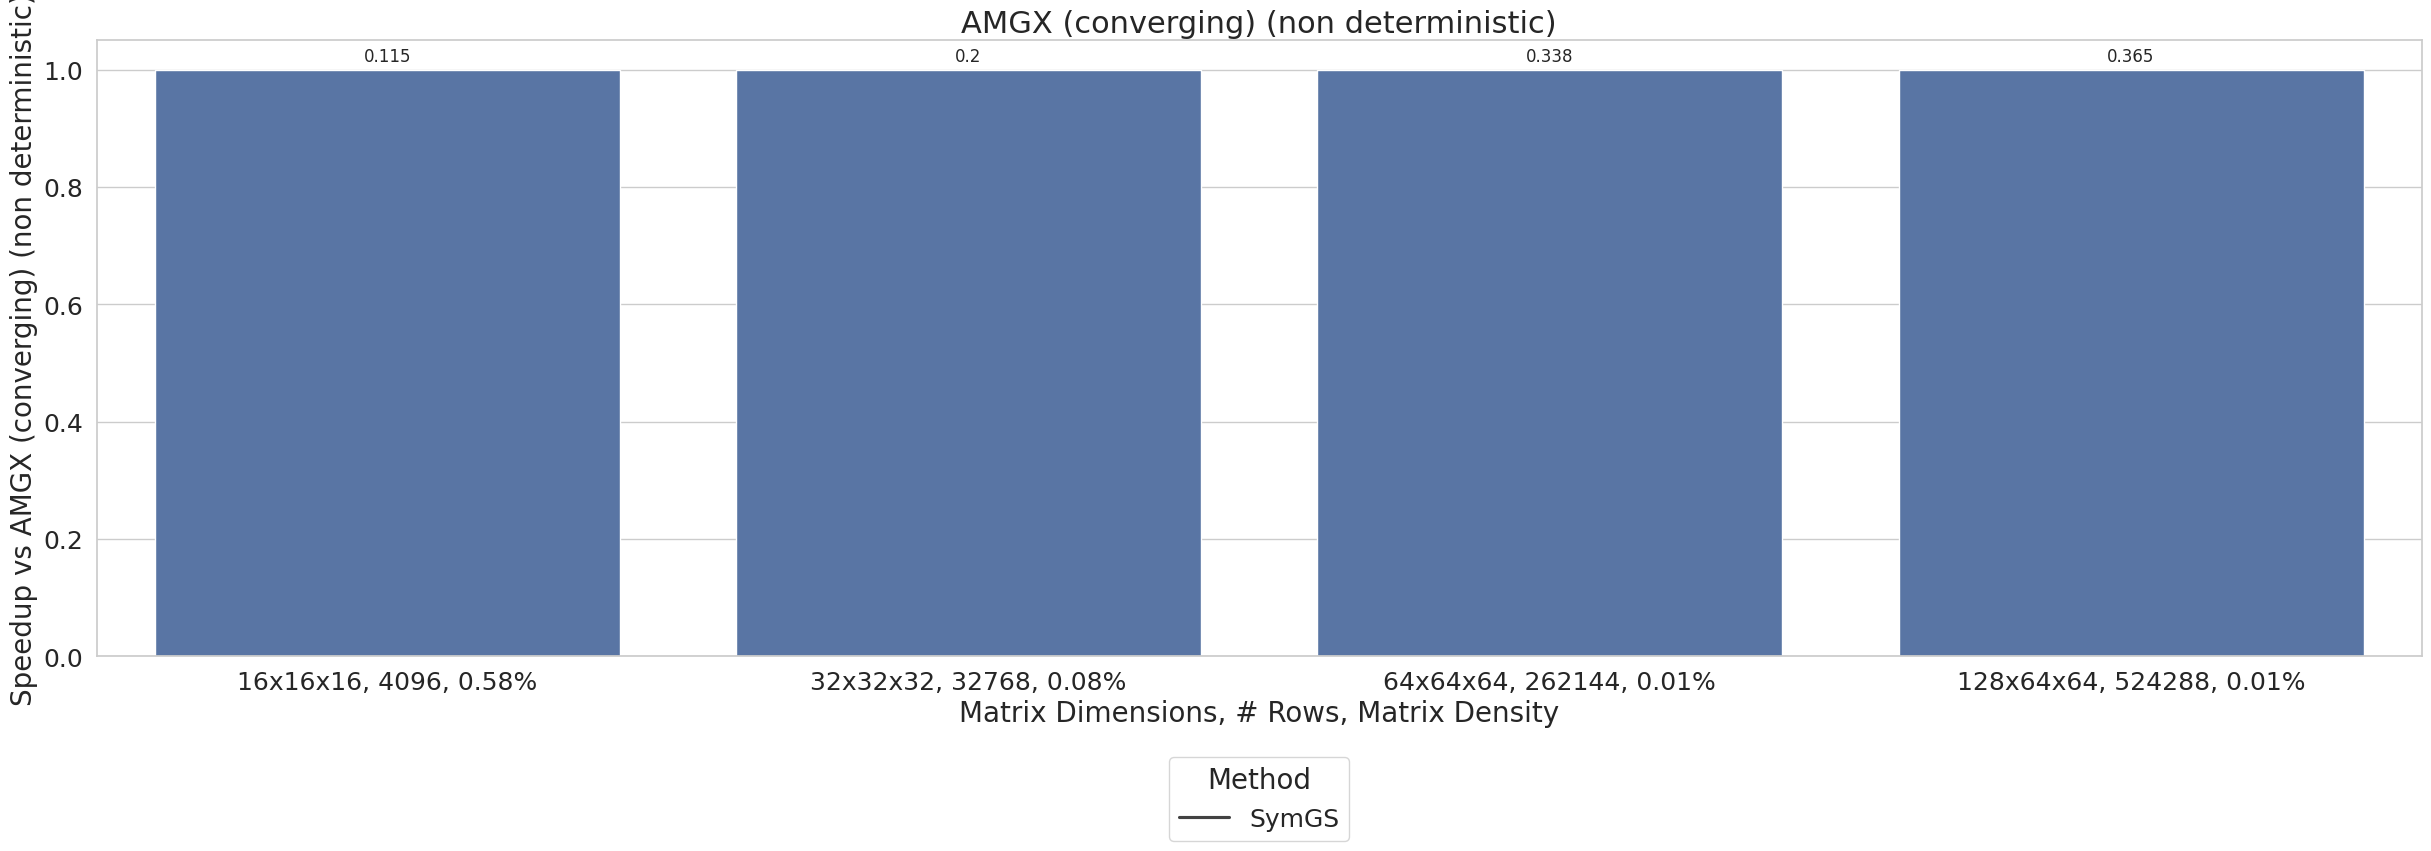 AMGX (converging) (non deterministic)
Speedup vs AMGX (converging) (non deterministic)
1.0
0.8
0.6
0.4
0.2
0.0
0.115
0.2
0.338
0.365
16x16x16, 4096, 0.58%
32x32x32, 32768, 0.08%
64x64x64, 262144, 0.01%
128x64x64, 524288, 0.01%
Matrix Dimensions, # Rows, Matrix Density
Method
SymGS